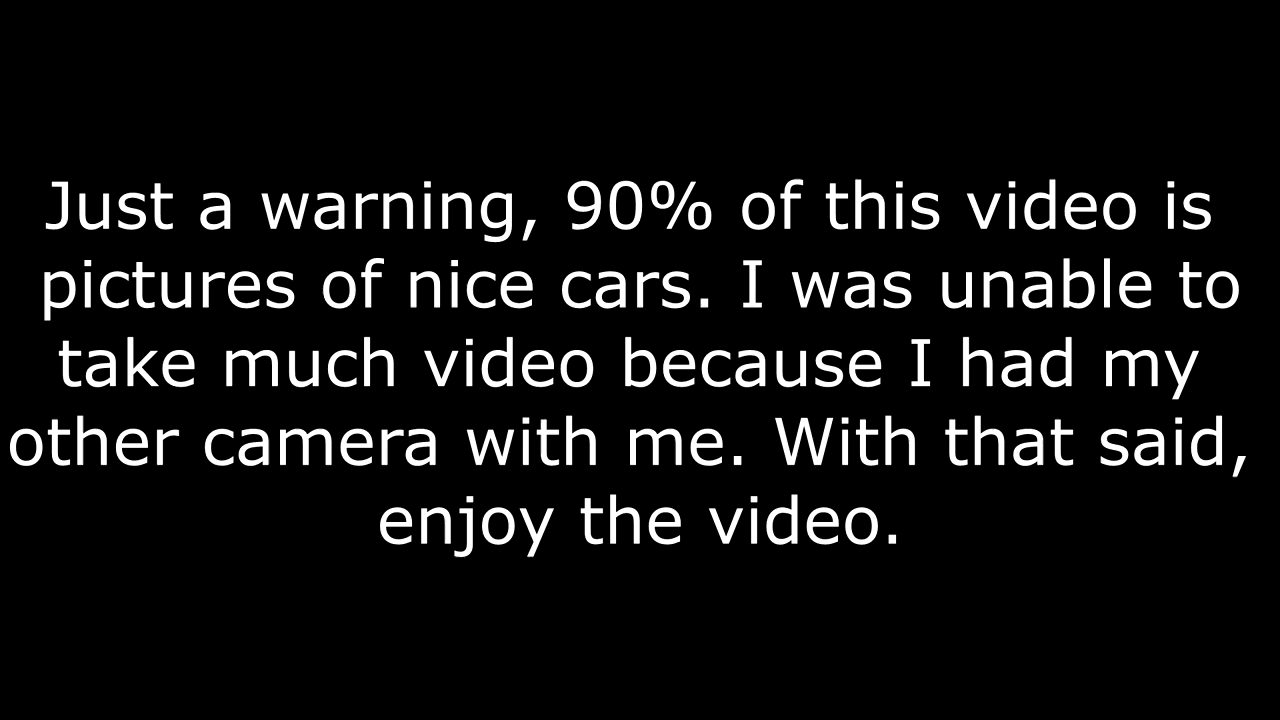 Just a warning, 90% of this video is
pictures of nice cars. I was unable to
take much video because I had my
other camera with me. With that said,
enjoy the video.